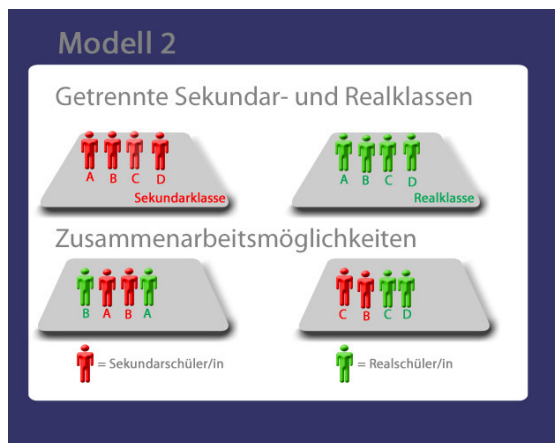 Modell 2
Getrennte Sekundar- und Realklassen
A B C D
Sekundarklasse
A B C D
Realklasse
Zusammenarbeitsmöglichkeiten
B A B A
C B C D
= Sekundarschüler/in
= Realschüler/in